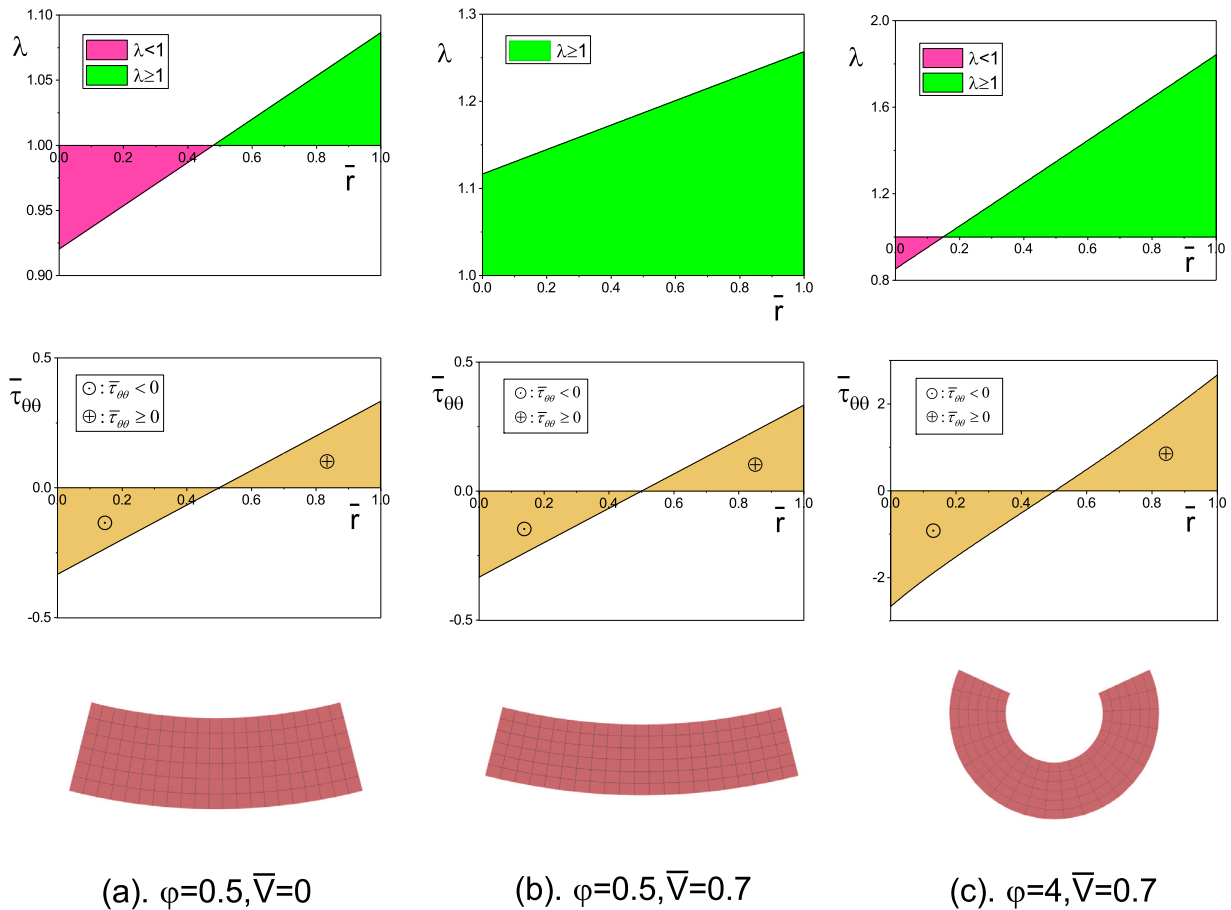 1.10
λ
1.05
1.00
0.95
0.90
λ<1
λ≥1
0.0 0.2 0.4 0.6 0.8 1.0
r̄
1.3
λ
1.2
1.1
1.0
λ≥1
0.0 0.2 0.4 0.6 0.8 1.0
r̄
2.0
λ
1.6
1.2
0.8
λ<1
λ≥1
0.0 0.2 0.4 0.6 0.8 1.0
r̄
0.5
τ̄θθ
0.0
-0.5
⊙: τ̄θθ < 0
⊕: τ̄θθ ≥ 0
0.0 0.2 0.4 0.6 0.8 1.0
⊕
⊙
r̄
0.5
τ̄θθ
0.0
-0.5
⊙: τ̄θθ < 0
⊕: τ̄θθ ≥ 0
0.0 0.2 0.4 0.6 0.8 1.0
⊕
⊙
r̄
τ̄θθ
2
0
-2
⊙: τ̄θθ < 0
⊕: τ̄θθ ≥ 0
0.0 0.2 0.4 0.6 0.8 1.0
⊕
⊙
r̄
(a). φ=0.5,V̄=0
(b). φ=0.5,V̄=0.7
(c). φ=4,V̄=0.7